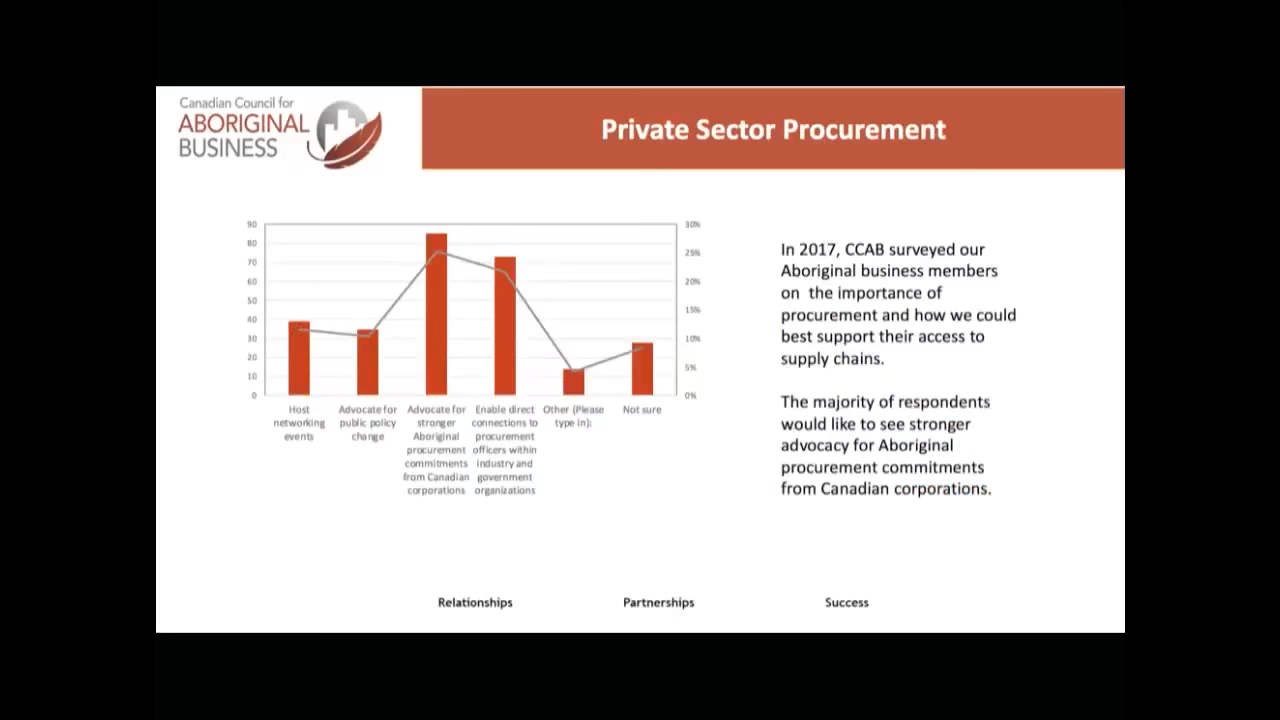 Canadian Council for
ABORIGINAL
BUSINESS
Private Sector Procurement
90
80
70
60
50
40
30
20
10
0
30%
25%
20%
15%
10%
5%
0%
Host
networking
events
Advocate for
public policy
change
Advocate for
stronger
Aboriginal
procurement
commitments
from Canadian
corporations
Enable direct
connections to
procurement
officers within
industry and
government
organizations
Other (Please
type in):
Not sure
In 2017, CCAB surveyed our
Aboriginal business members
on the importance of
procurement and how we could
best support their access to
supply chains.
The majority of respondents
would like to see stronger
advocacy for Aboriginal
procurement commitments
from Canadian corporations.
Relationships
Partnerships
Success